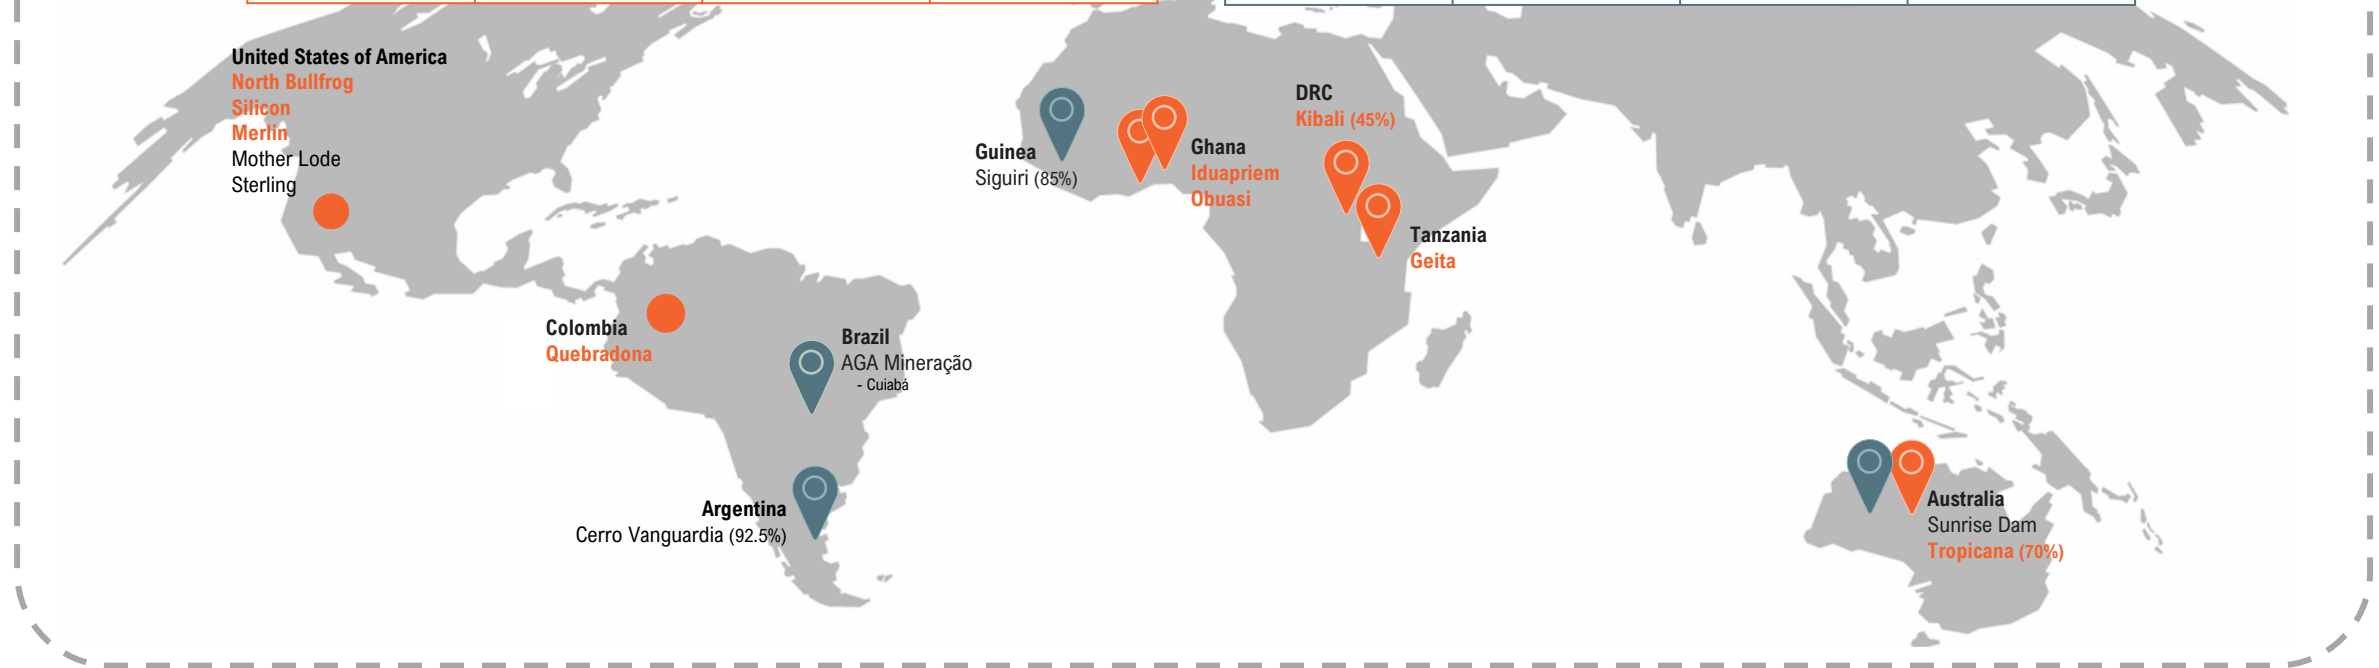 United States of America
North Bullfrog
Silicon
Merlin
Mother Lode
Sterling
Colombia
Quebradona
Brazil
AGA Mineração
- Cuiabá
Argentina
Cerro Vanguardia (92.5%)
Guinea
Siguiri (85%)
Ghana
Iduapriem
Obuasi
DRC
Kibali (45%)
Tanzania
Geita
Australia
Sunrise Dam
Tropicana (70%)